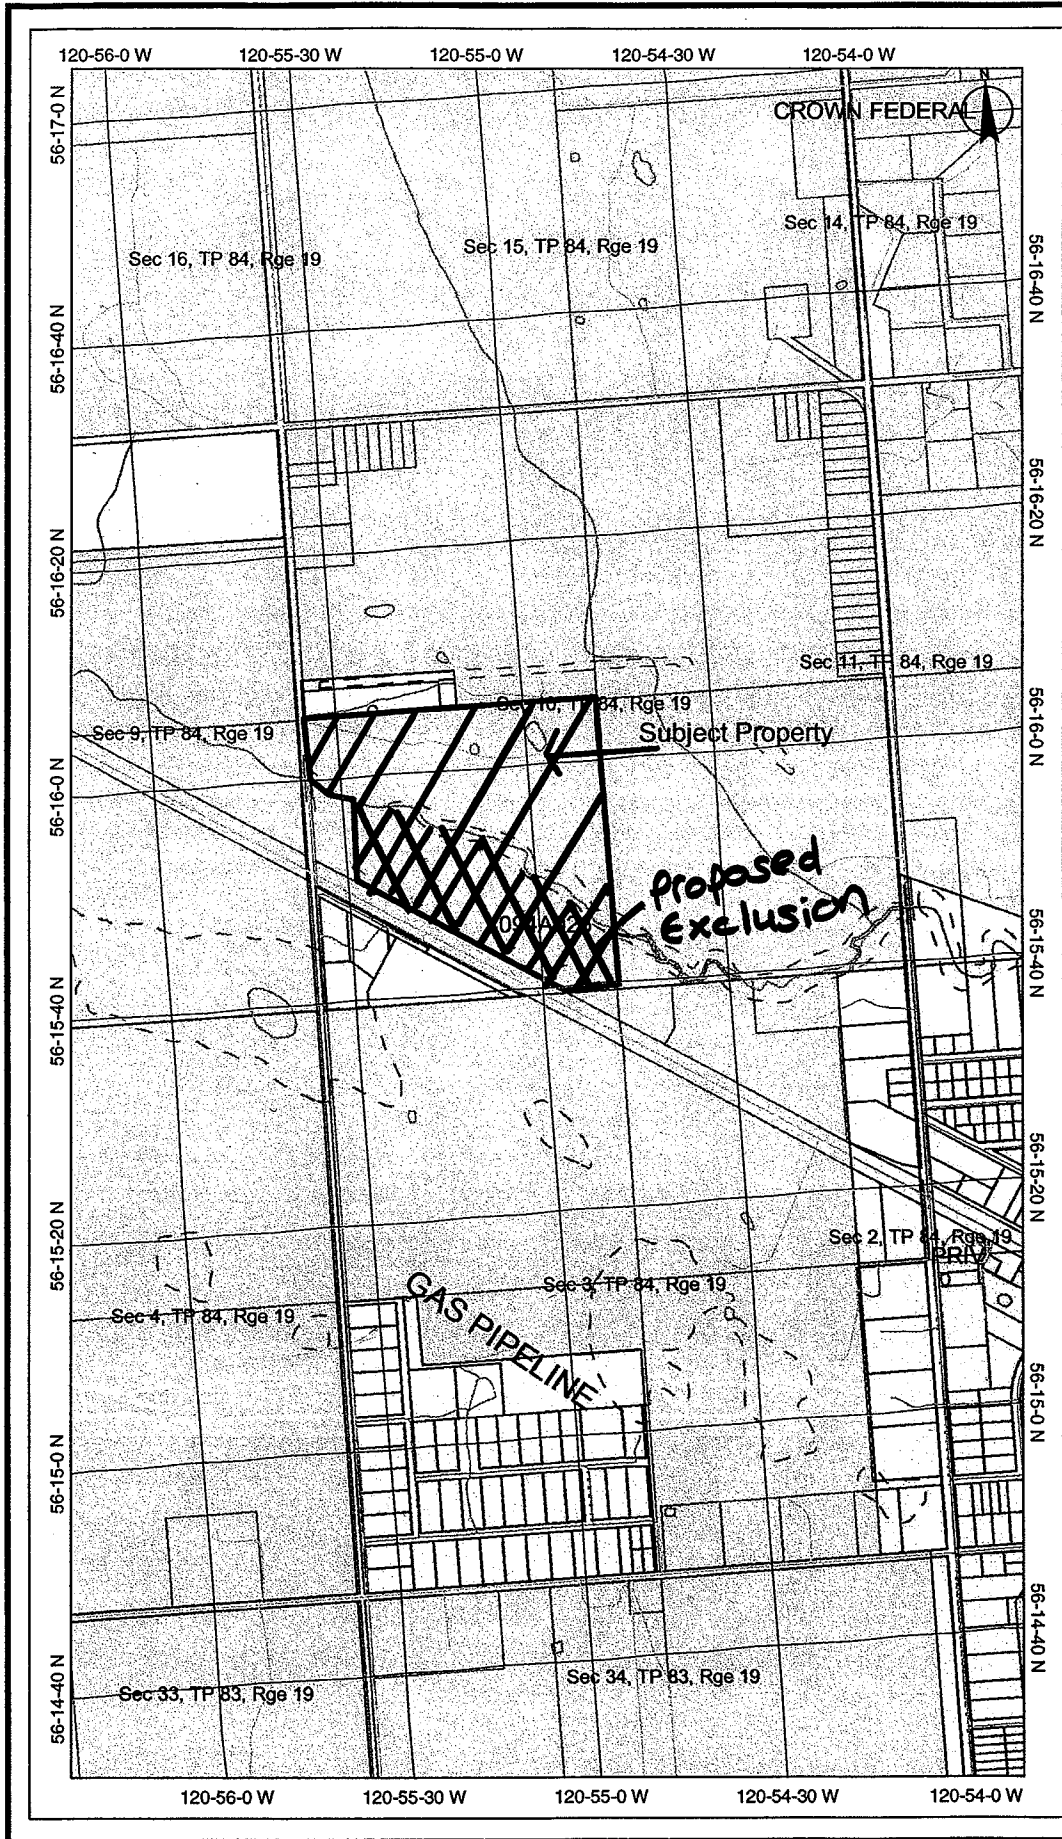 120-56-0 W
120-55-30 W
120-55-0 W
120-54-30 W
120-54-0 W
N
CROWN FEDERAL
56-17-0 N
Sec 14, TP 84, Rge 19
Sec 15, TP 84, Rge 19
Sec 16, TP 84, Rge 19
56-16-40 N
56-16-40 N
56-16-20 N
56-16-20 N
Sec 11, TP 84, Rge 19
Sec 10, TP 84, Rge 19
Sec 9, TP 84, Rge 19
Subject Property
56-16-0 N
56-16-0 N
Proposed
Exclusion
56-15-40 N
56-15-40 N
56-15-20 N
56-15-20 N
Sec 2, TP 84, Rge 19
PRIV
Sec 3, TP 84, Rge 19
Sec 4, TP 84, Rge 19
GAS PIPELINE
56-15-0 N
56-15-0 N
56-14-40 N
56-14-40 N
Sec 34, TP 83, Rge 19
Sec 33, TP 83, Rge 19
120-56-0 W
120-55-30 W
120-55-0 W
120-54-30 W
120-54-0 W